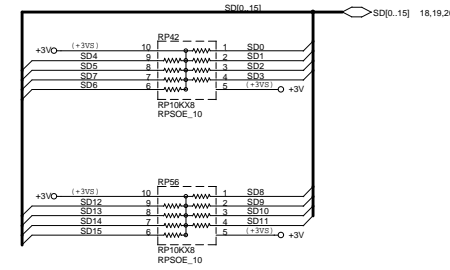 SD[0..15]
SD[0..15] 18,19,20
RP42
+3V (+3VS) 10 1 SD0
SD4 9 2 SD1
SD5 8 3 SD2
SD7 7 4 SD3
SD6 6 5 (+3VS) +3V
RP10KX8
RPSOE_10
RP56
+3V (+3VS) 10 1 SD8
SD12 9 2 SD9
SD13 8 3 SD10
SD14 7 4 SD11
SD15 6 5 (+3VS) +3V
RP10KX8
RPSOE_10